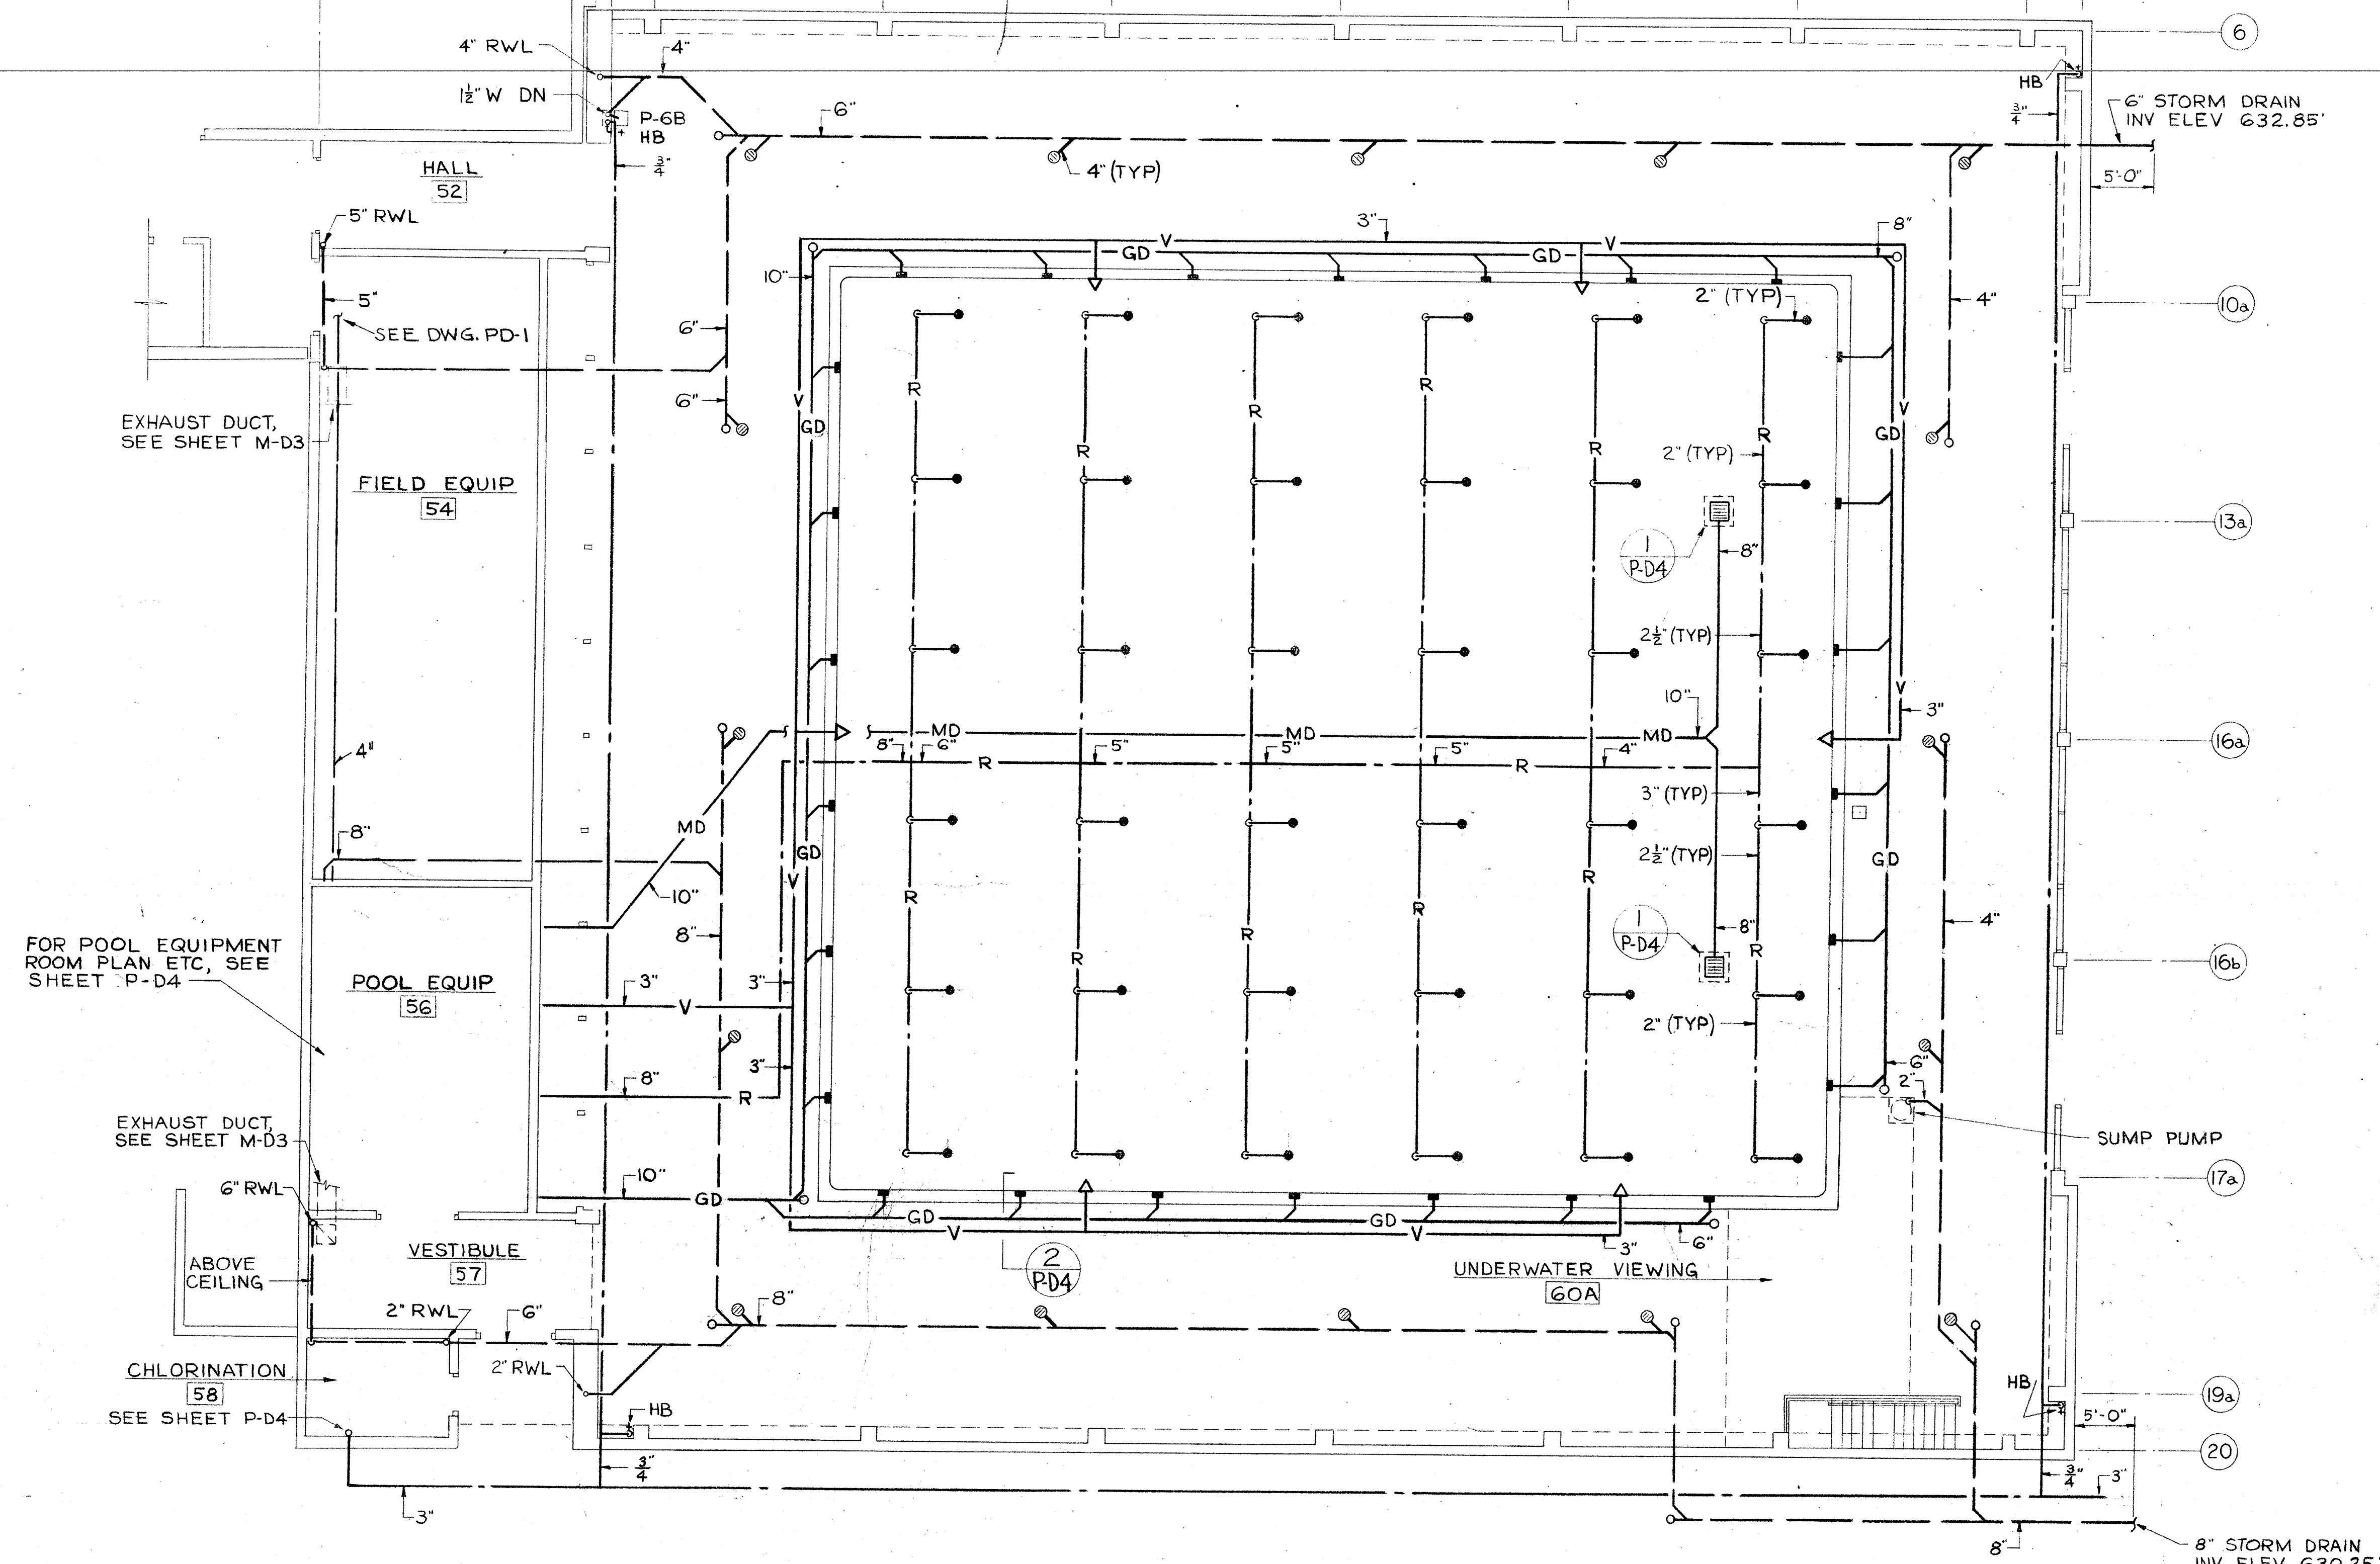 6
4" RWL
4"
1½" W DN
P-6B
HB
6"
HB
¾"
6" STORM DRAIN
INV ELEV 632.85'
¾"
4" (TYP)
5'-0"
HALL
52
5" RWL
3"
V
V
8"
GD
GD
10"
5"
SEE DWG. PD-1
6"
6"
2" (TYP)
4"
10a
EXHAUST DUCT,
SEE SHEET M-D3
V
GD
R
R
R
R
R
R
V
GD
2" (TYP)
FIELD EQUIP
54
1
P-D4
8"
13a
2½" (TYP)
10"
V
3"
MD
MD
MD
8"
6"
5"
5"
5"
4"
R
R
16a
4"
3" (TYP)
8"
MD
GD
V
2½" (TYP)
GD
10"
R
R
R
R
R
R
8"
1
P-D4
8"
4"
16b
FOR POOL EQUIPMENT
ROOM PLAN ETC, SEE
SHEET P-D4
POOL EQUIP
56
3"
V
3"
2" (TYP)
3"
6"
2"
8"
R
EXHAUST DUCT,
SEE SHEET M-D3
SUMP PUMP
6" RWL
10"
GD
17a
GD
GD
V
V
3"
6"
VESTIBULE
57
ABOVE
CEILING
2
P-D4
UNDERWATER VIEWING
60A
2" RWL
6"
8"
CHLORINATION
58
2" RWL
SEE SHEET P-D4
HB
HB
19a
5'-0"
20
¾"
¾"
3"
3"
8"
8" STORM DRAIN
INV ELEV 630.25